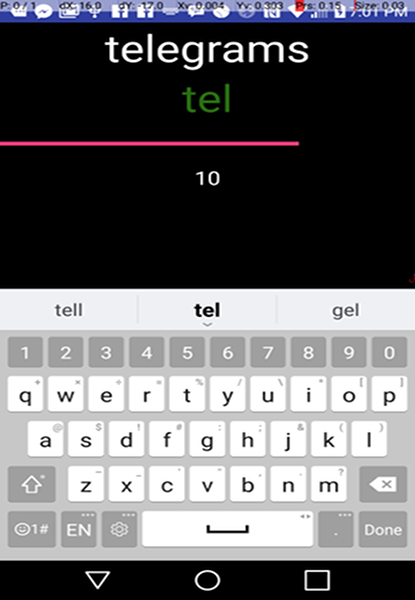 P: 0 / 1 dX: 16.0 dY: -17.0 Xv: 0.004 Yv: 0.303 Prs: 0.15 Size: 0.03
7:01 PM
telegrams
tel
10
tell tel gel
1 2 3 4 5 6 7 8 9 0
q w e r t y u i o p
a s d f g h j k l
z x c v b n m
☺1# EN . Done